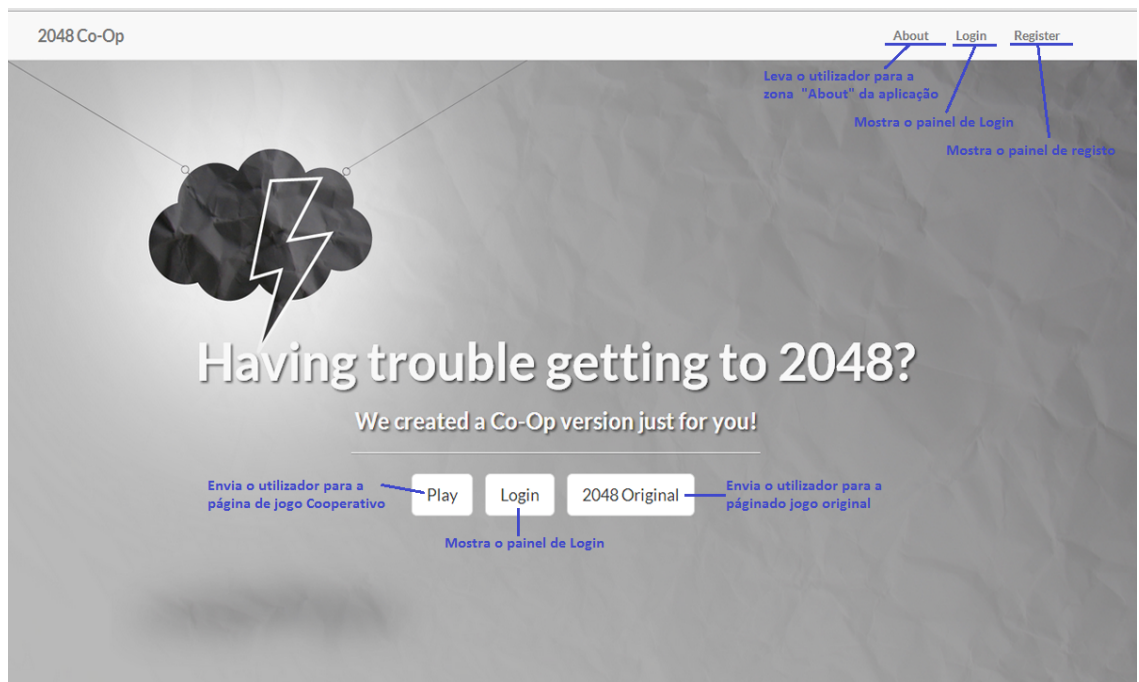 2048 Co-Op
About Login Register
Leva o utilizador para a
zona "About" da aplicação
Mostra o painel de Login
Mostra o painel de registo
Having trouble getting to 2048?
We created a Co-Op version just for you!
Envia o utilizador para a
página de jogo Cooperativo
Play
Login
2048 Original
Envia o utilizador para a
páginado jogo original
Mostra o painel de Login